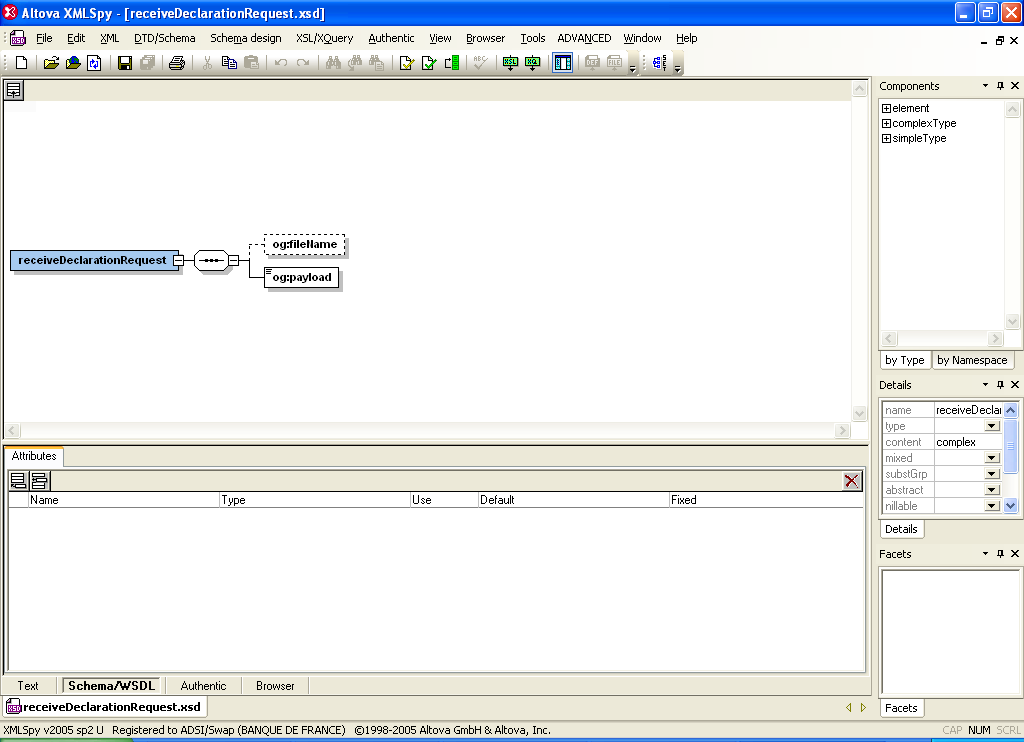 Altova XMLSpy - [receiveDeclarationRequest.xsd]
File Edit XML DTD/Schema Schema design XSL/XQuery Authentic View Browser Tools ADVANCED Window Help
Components
element
complexType
simpleType
by Type by Namespace
receiveDeclarationRequest
og:fileName
og:payload
Details
name receiveDeclar
type
content complex
mixed
substGrp
abstract
nillable
Details
Attributes
Name Type Use Default Fixed
Facets
Facets
Text Schema/WSDL Authentic Browser
receiveDeclarationRequest.xsd
XMLSpy v2005 sp2 U Registered to ADSI/Swap (BANQUE DE FRANCE) ©1998-2005 Altova GmbH & Altova, Inc. CAP NUM SCRL